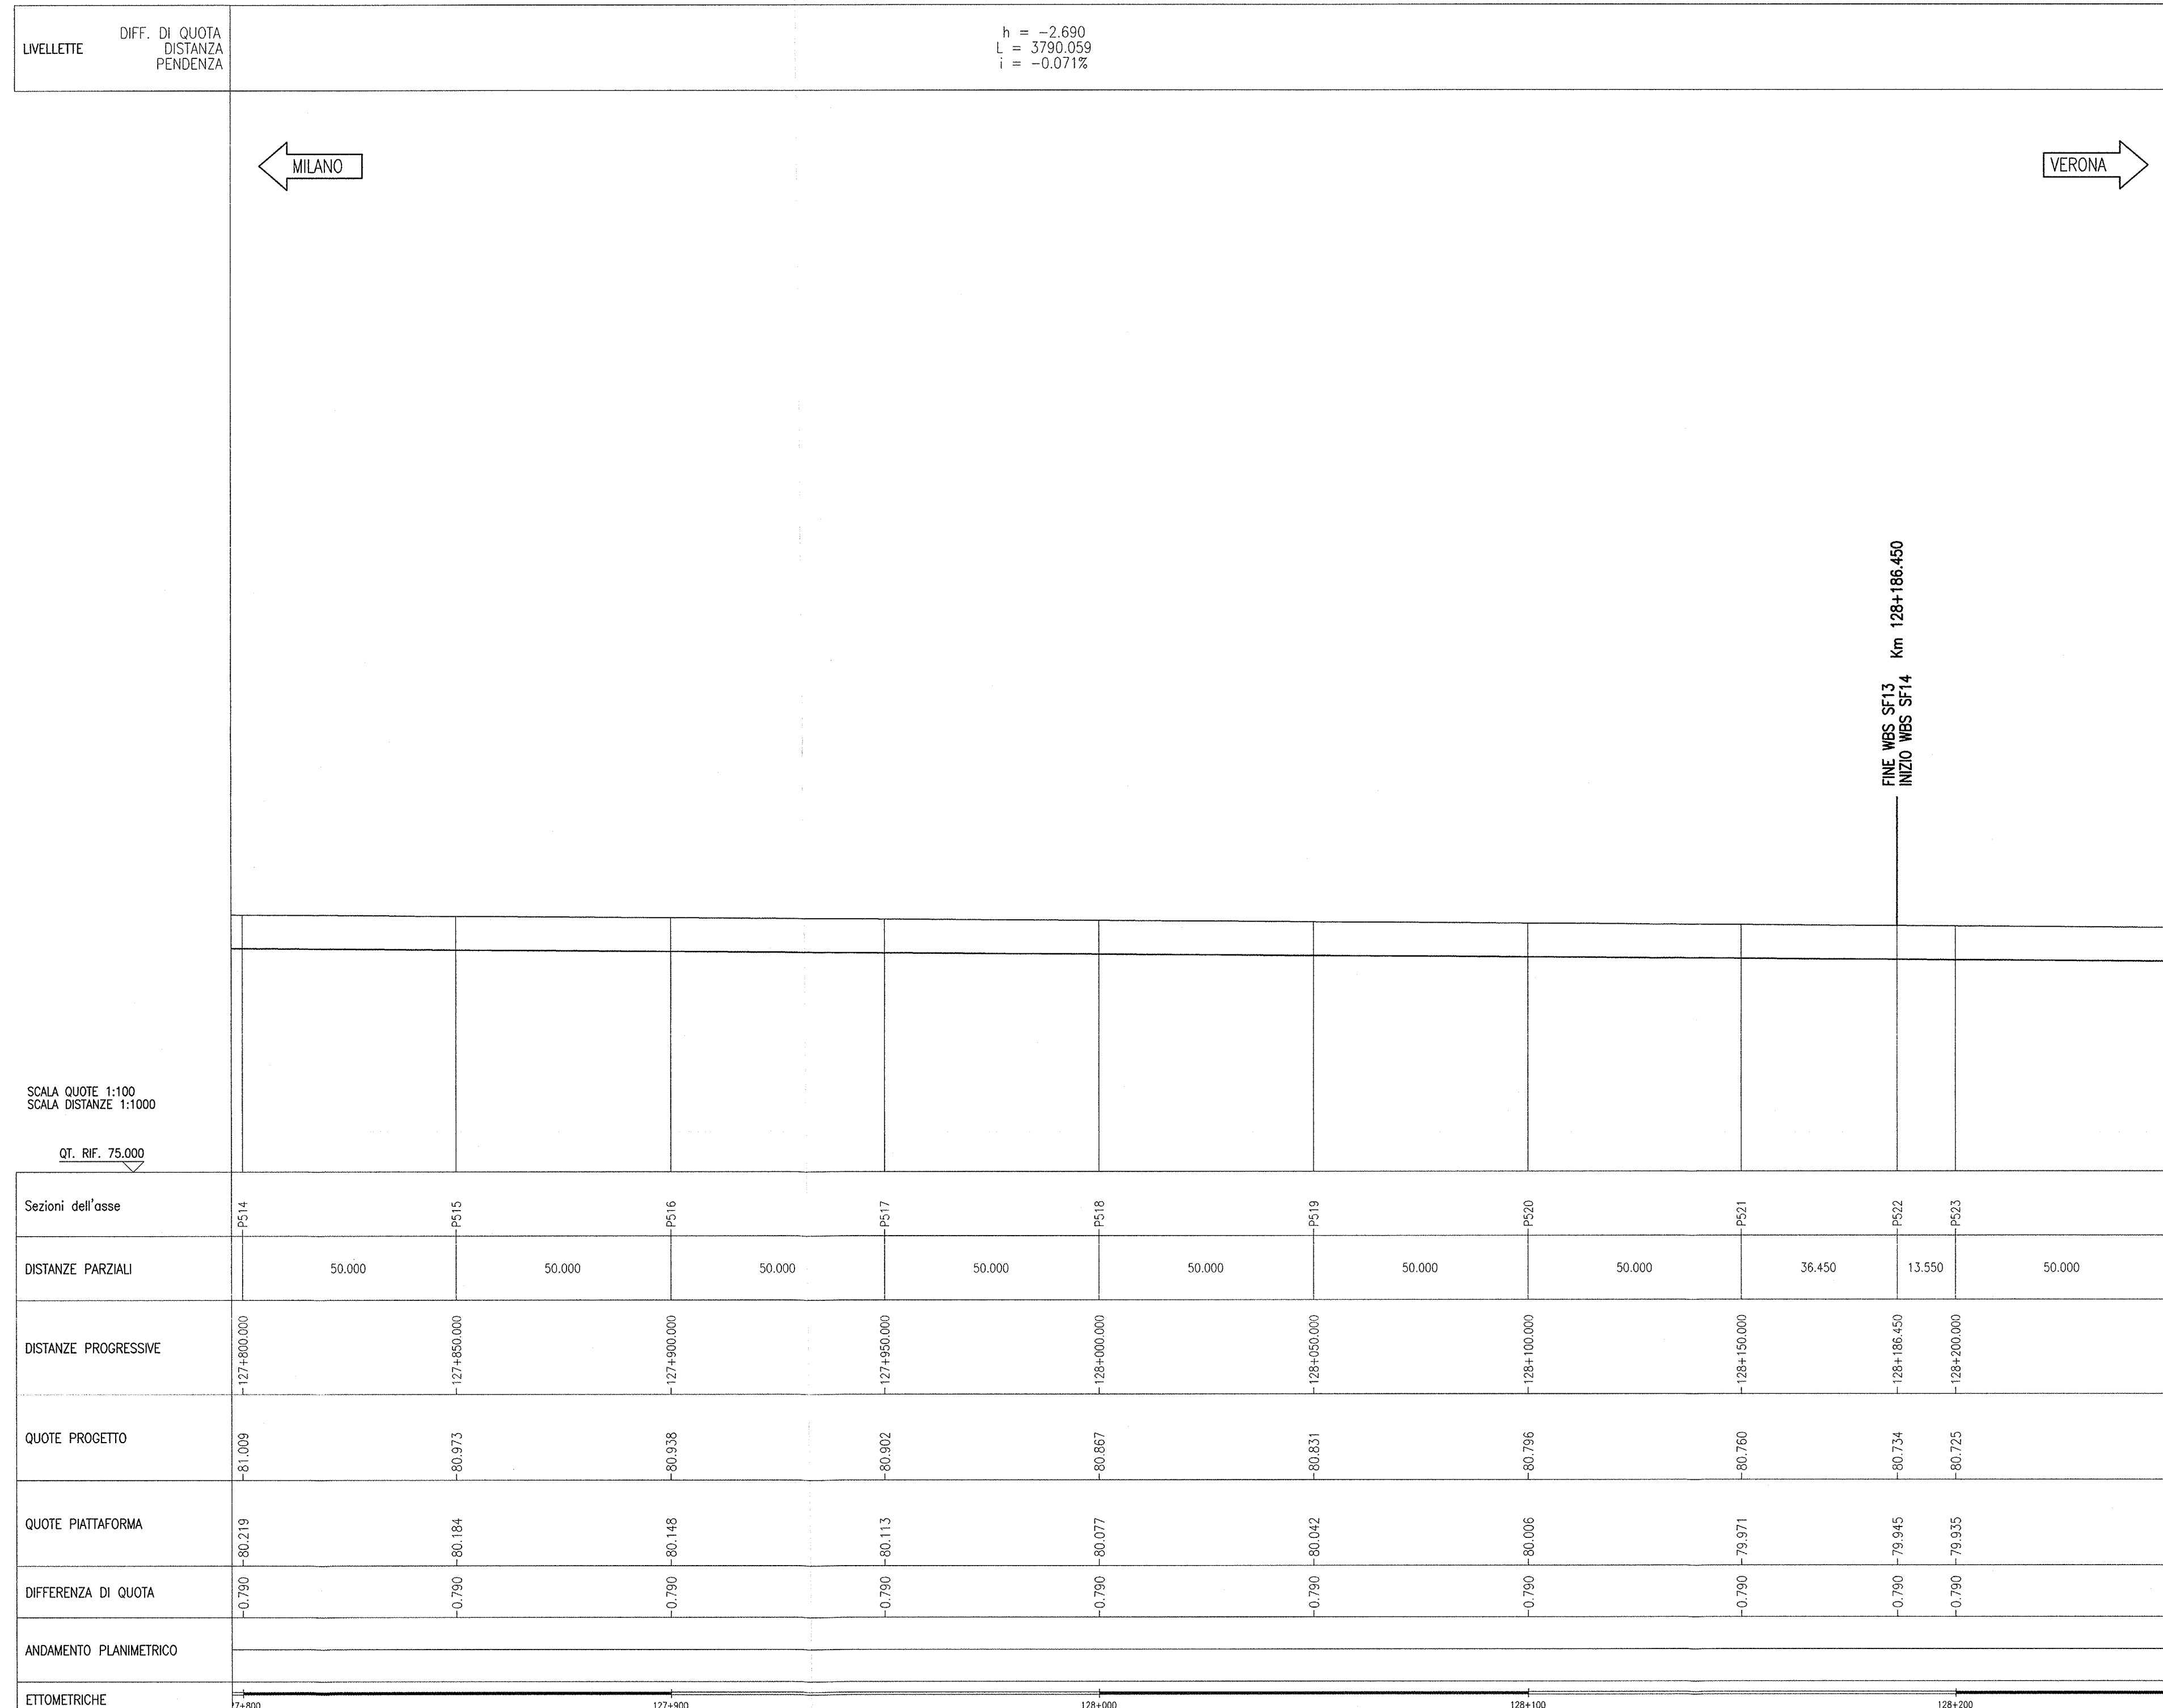 LIVELLETTE
DIFF. DI QUOTA
DISTANZA
PENDENZA
h = -2.690
L = 3790.059
i = -0.071%
MILANO
VERONA
FINE WBS SF13
INIZIO WBS SF14
Km 128+186.450
SCALA QUOTE 1:100
SCALA DISTANZE 1:1000
QT. RIF. 75.000
Sezioni dell'asse P514 P515 P516 P517 P518 P519 P520 P521 P522 P523
DISTANZE PARZIALI 50.000 50.000 50.000 50.000 50.000 50.000 50.000 36.450 13.550 50.000
DISTANZE PROGRESSIVE 127+800.000 127+850.000 127+900.000 127+950.000 128+000.000 128+050.000 128+100.000 128+150.000 128+186.450 128+200.000
QUOTE PROGETTO 81.009 80.973 80.938 80.902 80.867 80.831 80.796 80.760 80.734 80.725
QUOTE PIATTAFORMA 80.219 80.184 80.148 80.113 80.077 80.042 80.006 79.971 79.945 79.935
DIFFERENZA DI QUOTA 0.790 0.790 0.790 0.790 0.790 0.790 0.790 0.790 0.790 0.790
ANDAMENTO PLANIMETRICO
ETTOMETRICHE 27+800 127+900 128+000 128+100 128+200